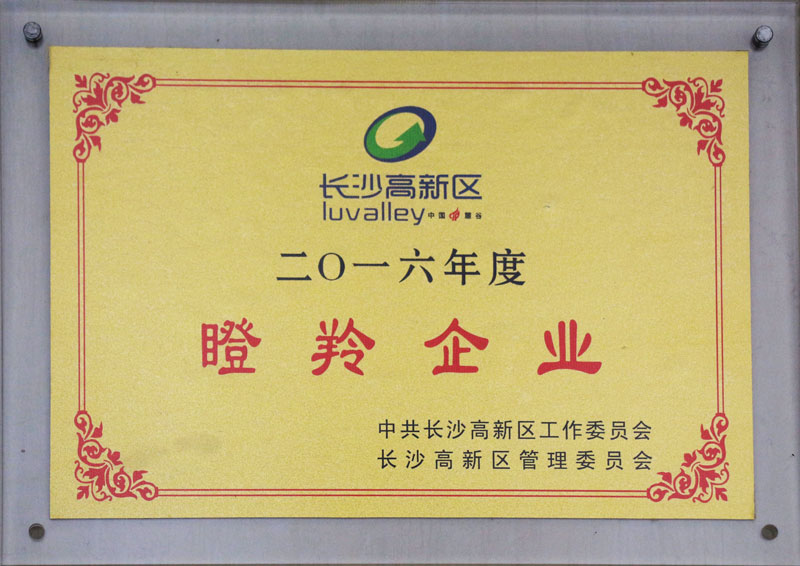 长沙高新区
luvalley 中国 麓谷
二O一六年度
瞪羚企业
中共长沙高新区工作委员会
长沙高新区管理委员会